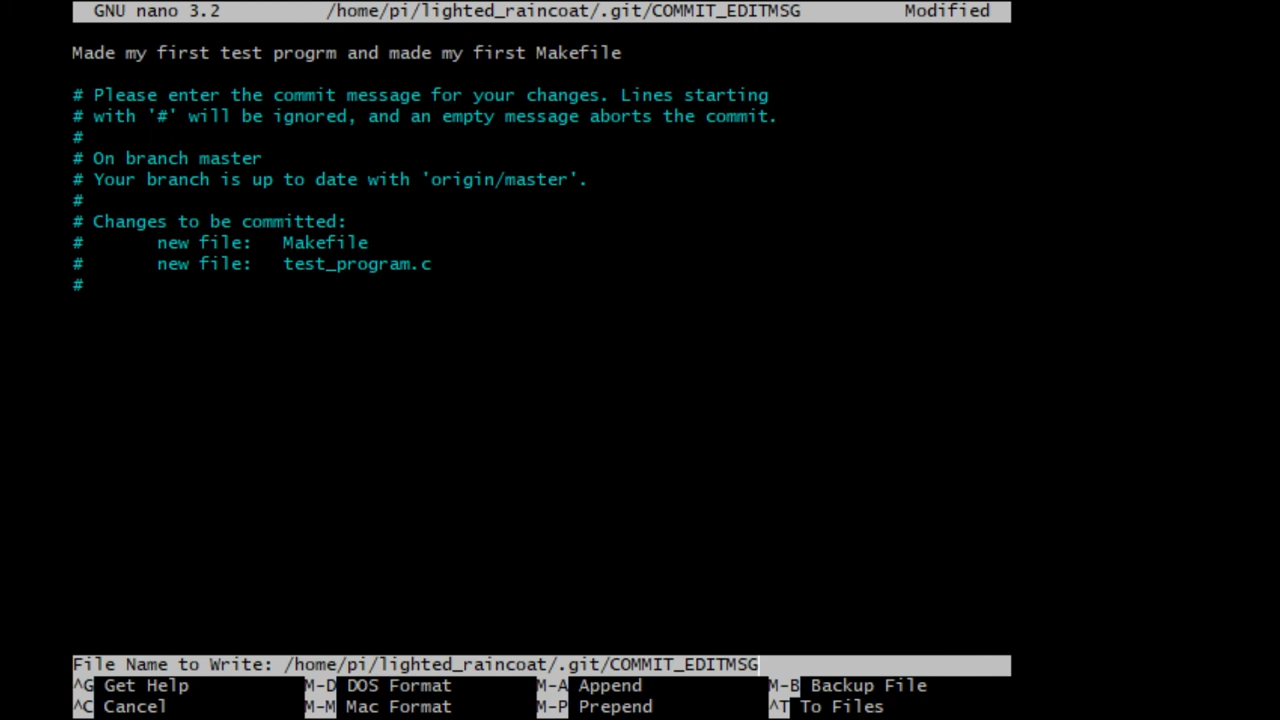 GNU nano 3.2 /home/pi/lighted_raincoat/.git/COMMIT_EDITMSG Modified
Made my first test progrm and made my first Makefile
# Please enter the commit message for your changes. Lines starting
# with '#' will be ignored, and an empty message aborts the commit.
#
# On branch master
# Your branch is up to date with 'origin/master'.
#
# Changes to be committed:
# new file: Makefile
# new file: test_program.c
#
File Name to Write: /home/pi/lighted_raincoat/.git/COMMIT_EDITMSG
^G Get Help M-D DOS Format M-A Append M-B Backup File
^C Cancel M-M Mac Format M-P Prepend ^T To Files